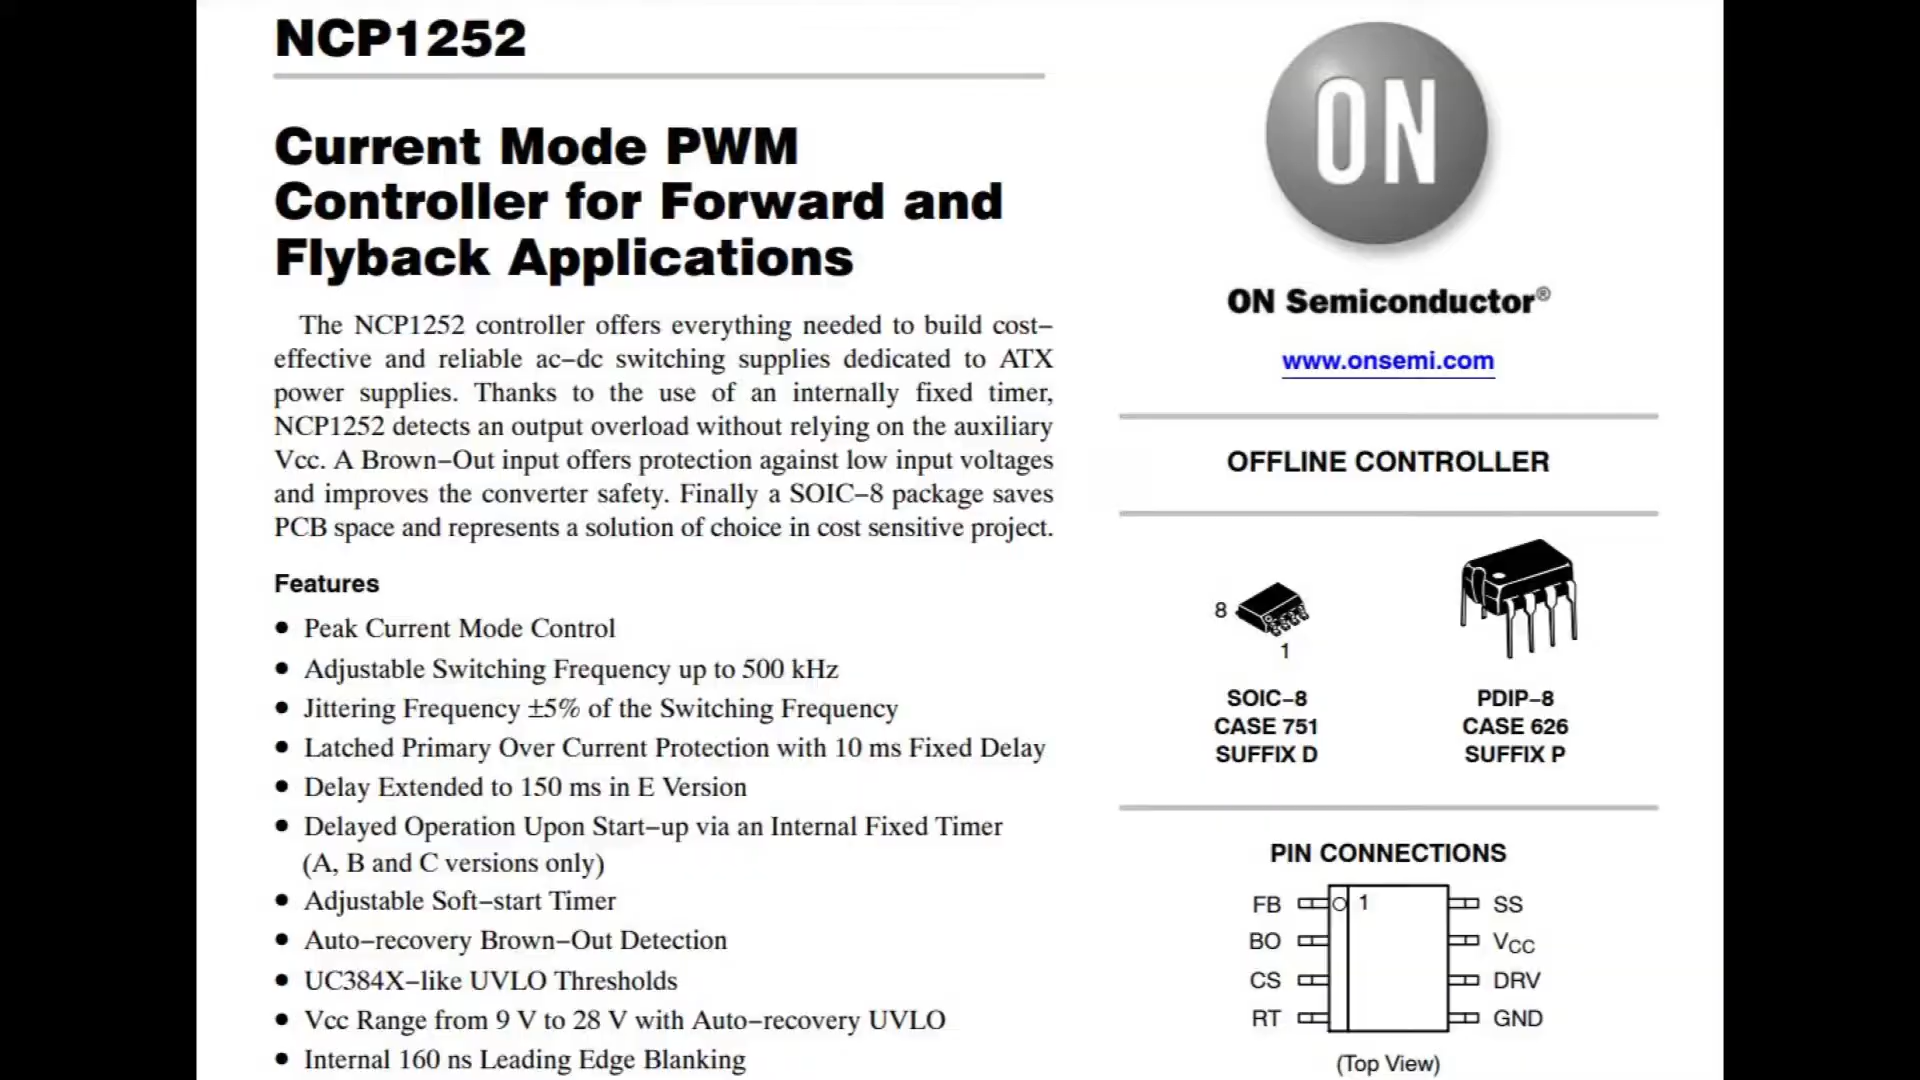 NCP1252
Current Mode PWM
Controller for Forward and
Flyback Applications
The NCP1252 controller offers everything needed to build cost−
effective and reliable ac−dc switching supplies dedicated to ATX
power supplies. Thanks to the use of an internally fixed timer,
NCP1252 detects an output overload without relying on the auxiliary
Vcc. A Brown−Out input offers protection against low input voltages
and improves the converter safety. Finally a SOIC−8 package saves
PCB space and represents a solution of choice in cost sensitive project.
Features
• Peak Current Mode Control
• Adjustable Switching Frequency up to 500 kHz
• Jittering Frequency ±5% of the Switching Frequency
• Latched Primary Over Current Protection with 10 ms Fixed Delay
• Delay Extended to 150 ms in E Version
• Delayed Operation Upon Start−up via an Internal Fixed Timer
(A, B and C versions only)
• Adjustable Soft−start Timer
• Auto−recovery Brown−Out Detection
• UC384X−like UVLO Thresholds
• Vcc Range from 9 V to 28 V with Auto−recovery UVLO
• Internal 160 ns Leading Edge Blanking
ON
ON Semiconductor®
www.onsemi.com
OFFLINE CONTROLLER
8
1
SOIC−8
CASE 751
SUFFIX D
PDIP−8
CASE 626
SUFFIX P
PIN CONNECTIONS
FB 1 SS
BO VCC
CS DRV
RT GND
(Top View)